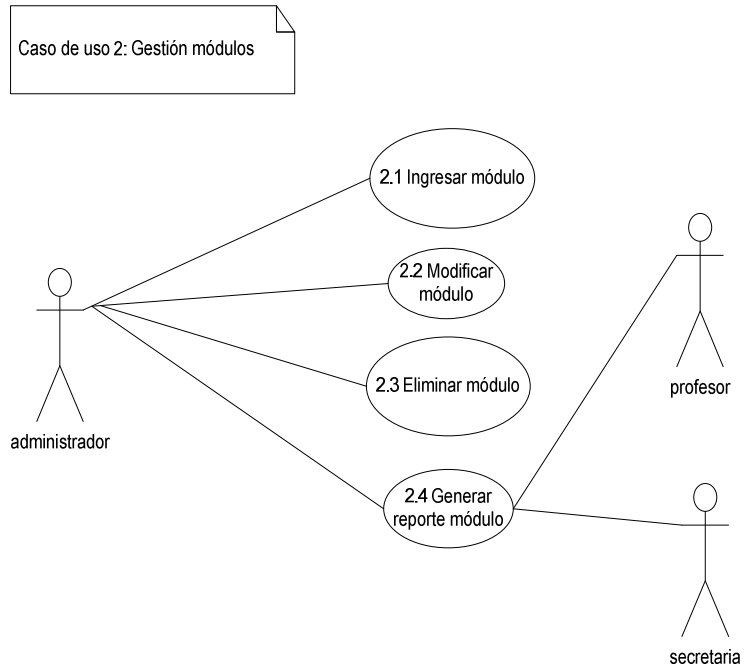 Caso de uso 2: Gestión módulos
2.1 Ingresar módulo
2.2 Modificar
módulo
2.3 Eliminar módulo
profesor
administrador
2.4 Generar
reporte módulo
secretaria